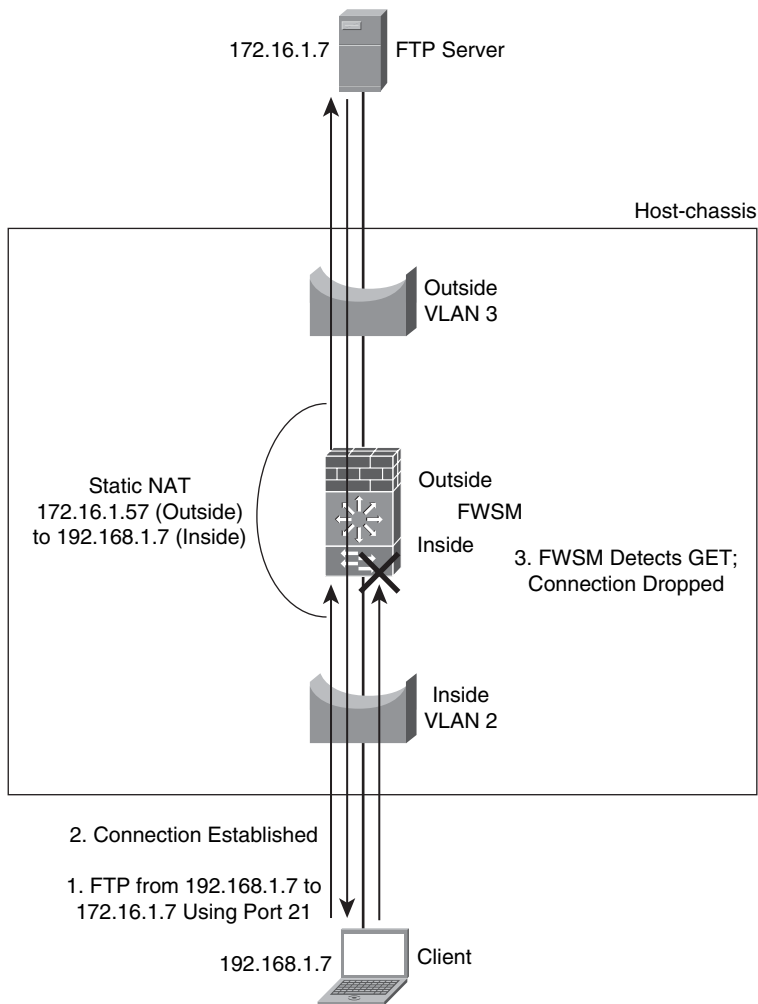 172.16.1.7
FTP Server
Host-chassis
Outside
VLAN 3
Static NAT
172.16.1.57 (Outside)
to 192.168.1.7 (Inside)
Outside
FWSM
Inside
3. FWSM Detects GET;
Connection Dropped
Inside
VLAN 2
2. Connection Established
1. FTP from 192.168.1.7 to
172.16.1.7 Using Port 21
192.168.1.7
Client